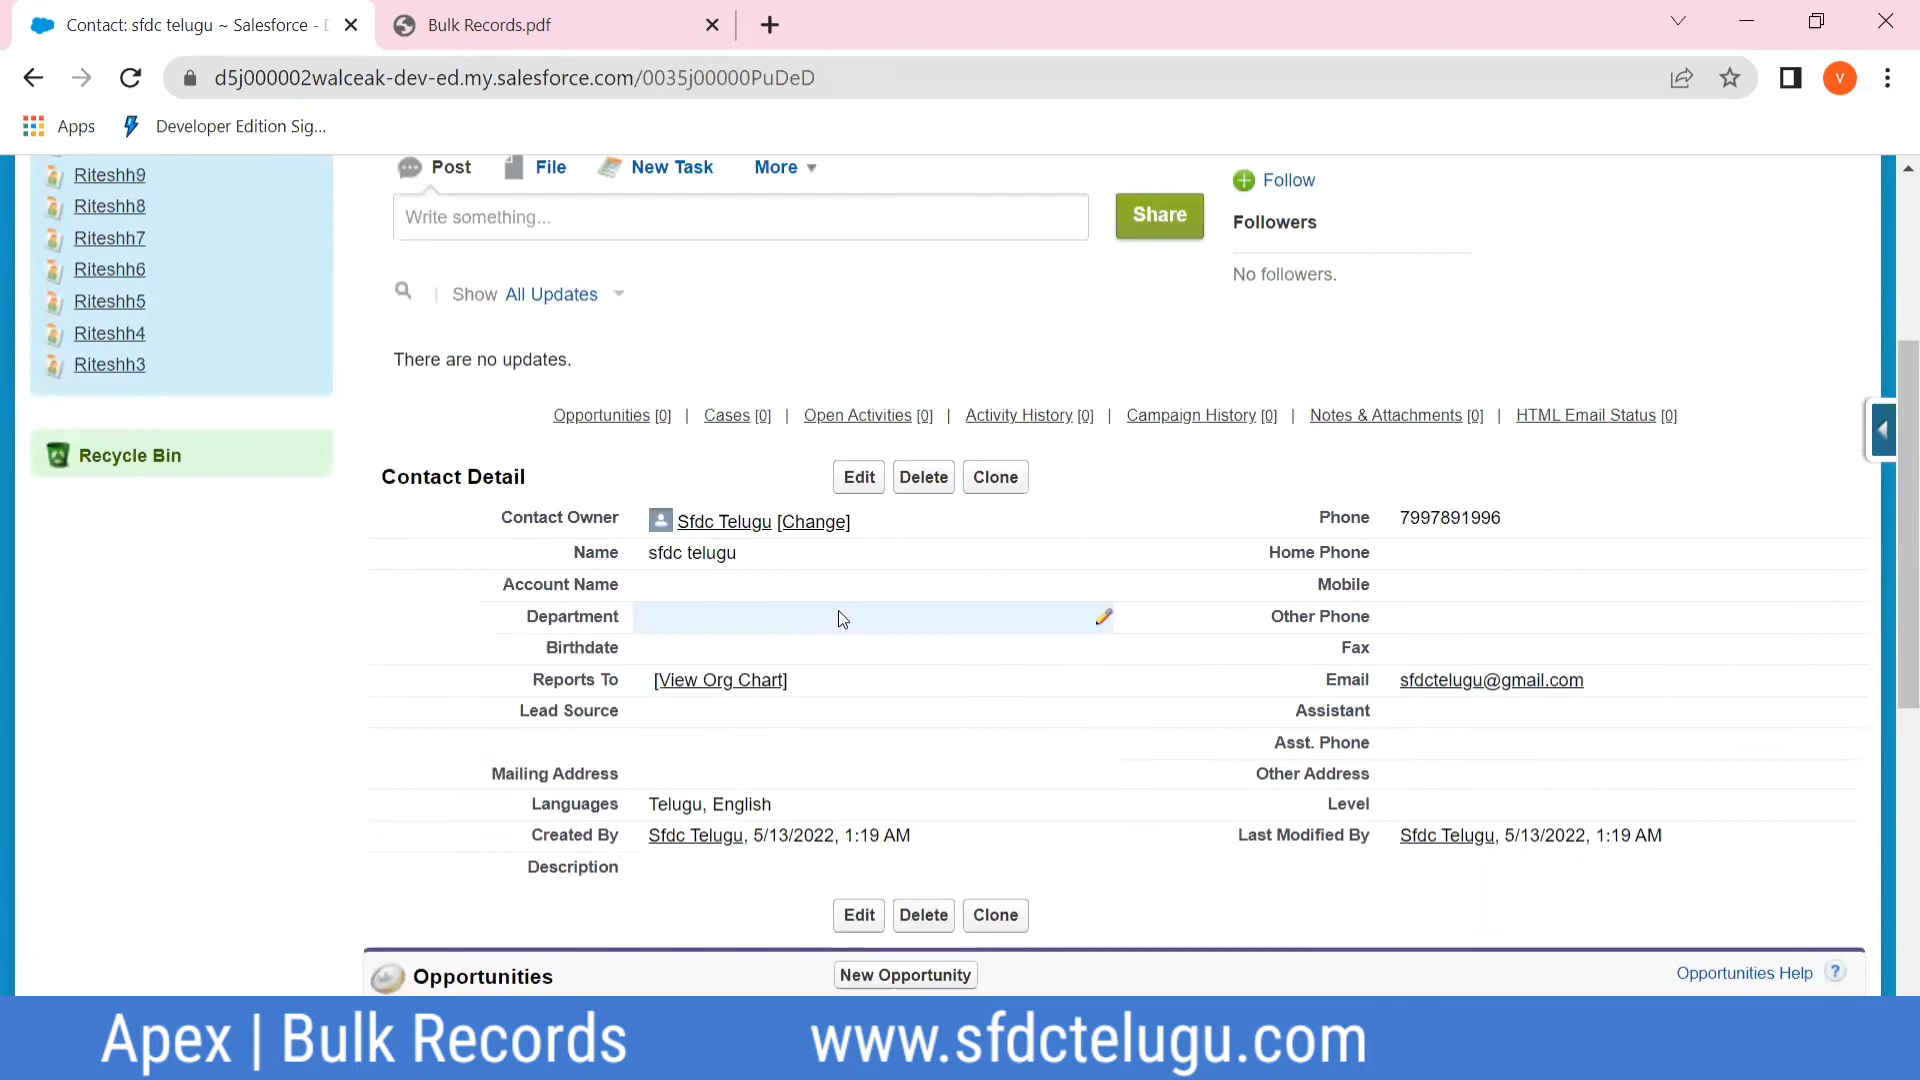 Contact: sfdc telugu ~ Salesforce - D
Bulk Records.pdf
d5j000002walceak-dev-ed.my.salesforce.com/0035j00000PuDeD
V
Apps
Developer Edition Sig...
Riteshh9
Riteshh8
Riteshh7
Riteshh6
Riteshh5
Riteshh4
Riteshh3
Recycle Bin
Post File New Task More
Write something...
Share
Follow
Followers
No followers.
Show All Updates
There are no updates.
Opportunities [0] | Cases [0] | Open Activities [0] | Activity History [0] | Campaign History [0] | Notes & Attachments [0] | HTML Email Status [0]
Contact Detail Edit Delete Clone
Contact Owner Sfdc Telugu [Change] Phone 7997891996
Name sfdc telugu Home Phone
Account Name Mobile
Department Other Phone
Birthdate Fax
Reports To [View Org Chart] Email sfdctelugu@gmail.com
Lead Source Assistant
Asst. Phone
Mailing Address Other Address
Languages Telugu, English Level
Created By Sfdc Telugu, 5/13/2022, 1:19 AM Last Modified By Sfdc Telugu, 5/13/2022, 1:19 AM
Description
Edit Delete Clone
Opportunities New Opportunity Opportunities Help ?
Apex | Bulk Records www.sfdctelugu.com